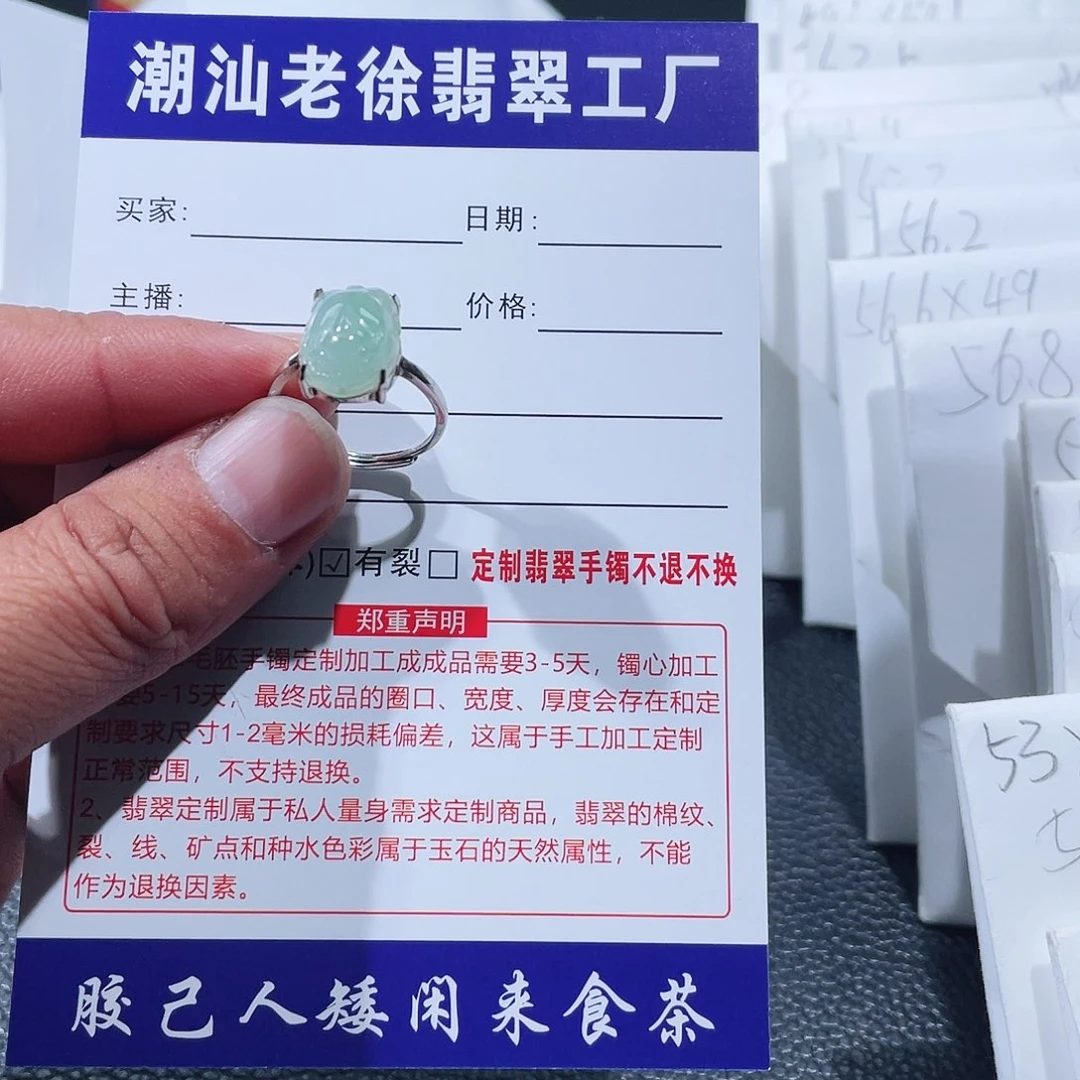 潮汕老徐翡翠工厂
买家: 日期:
主播: 价格:
)☑有裂☐ 定制翡翠手镯不退不换
郑重声明
毛胚手镯定制加工成成品需要3-5天，镯心加工
要5-15天，最终成品的圈口、宽度、厚度会存在和定
制要求尺寸1-2毫米的损耗偏差，这属于手工加工定制
正常范围，不支持退换。
2、翡翠定制属于私人量身需求定制商品，翡翠的棉纹、
裂、线、矿点和种水色彩属于玉石的天然属性，不能
作为退换因素。
胶己人矮闲来食茶
56.2
56.6×49
56.8
53